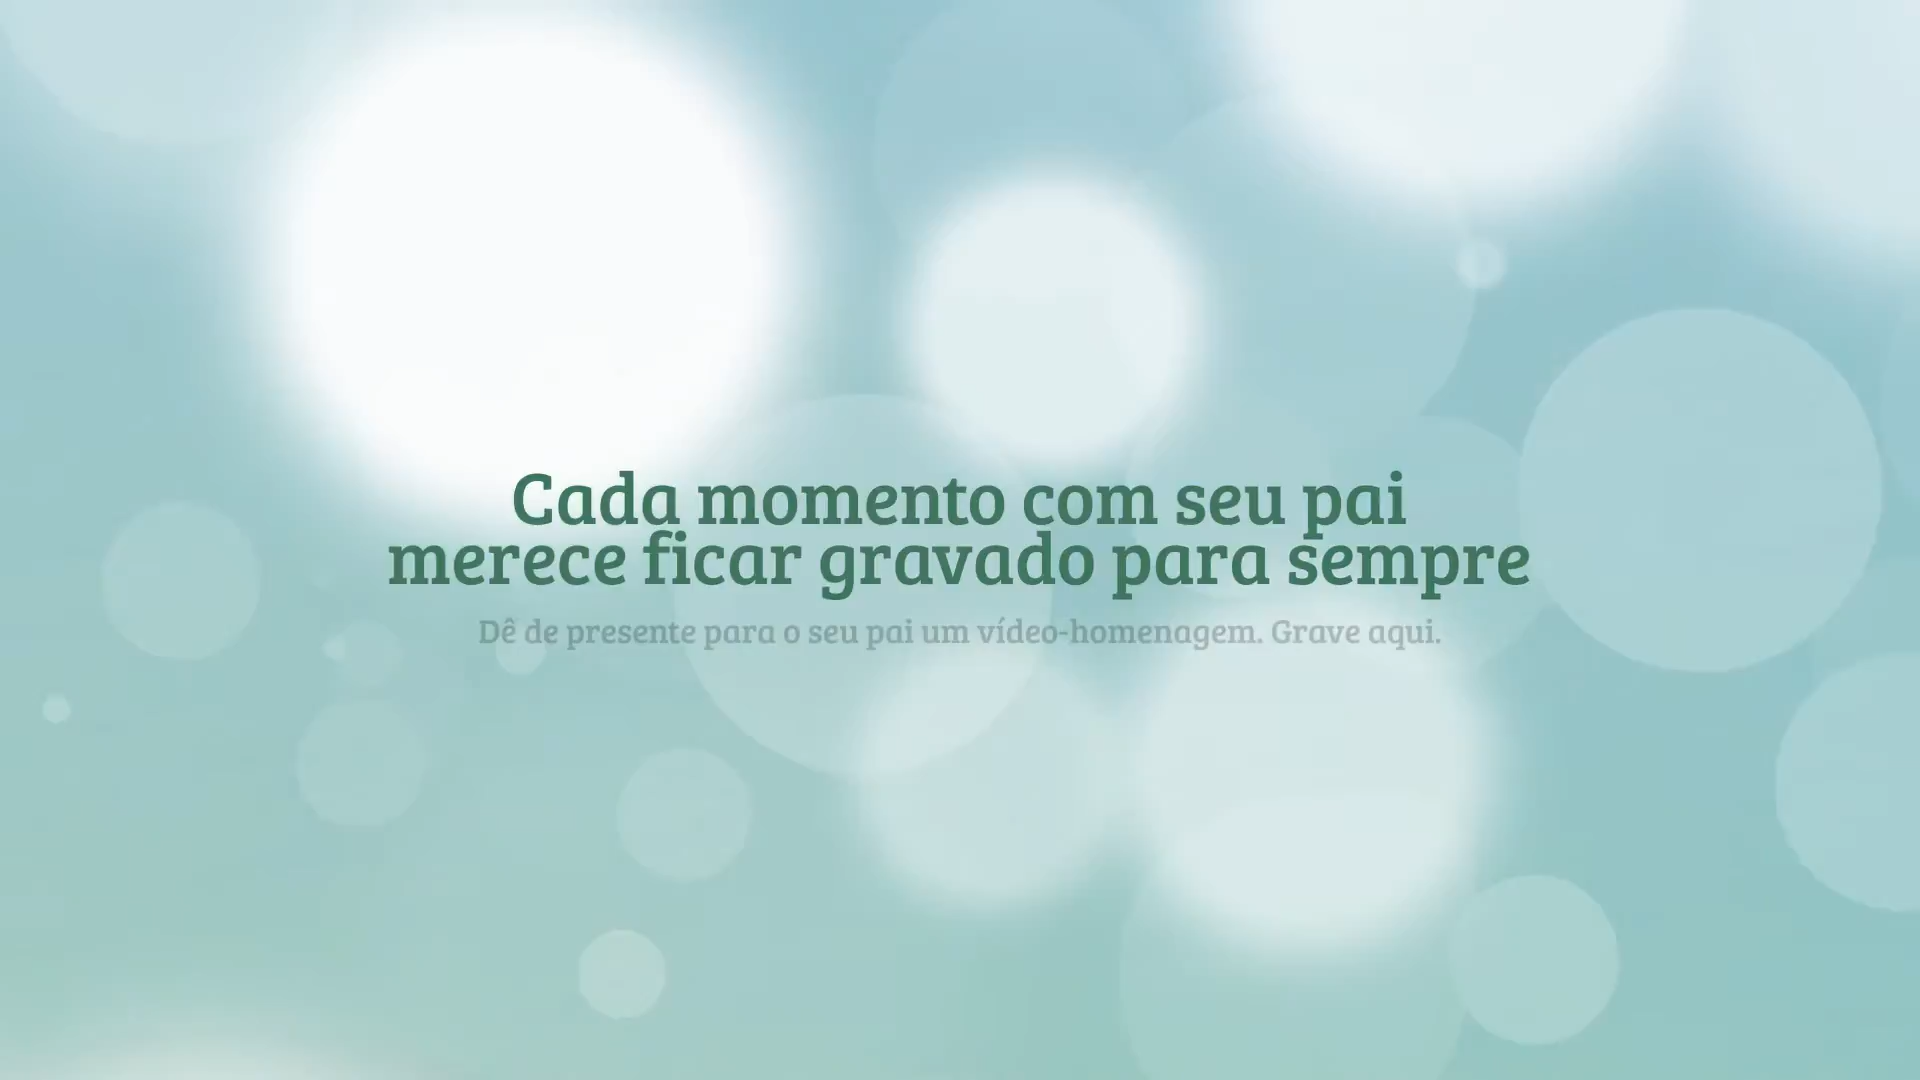 Cada momento com seu pai
merece ficar gravado para sempre
Dê de presente para o seu pai um vídeo-homenagem. Grave aqui.